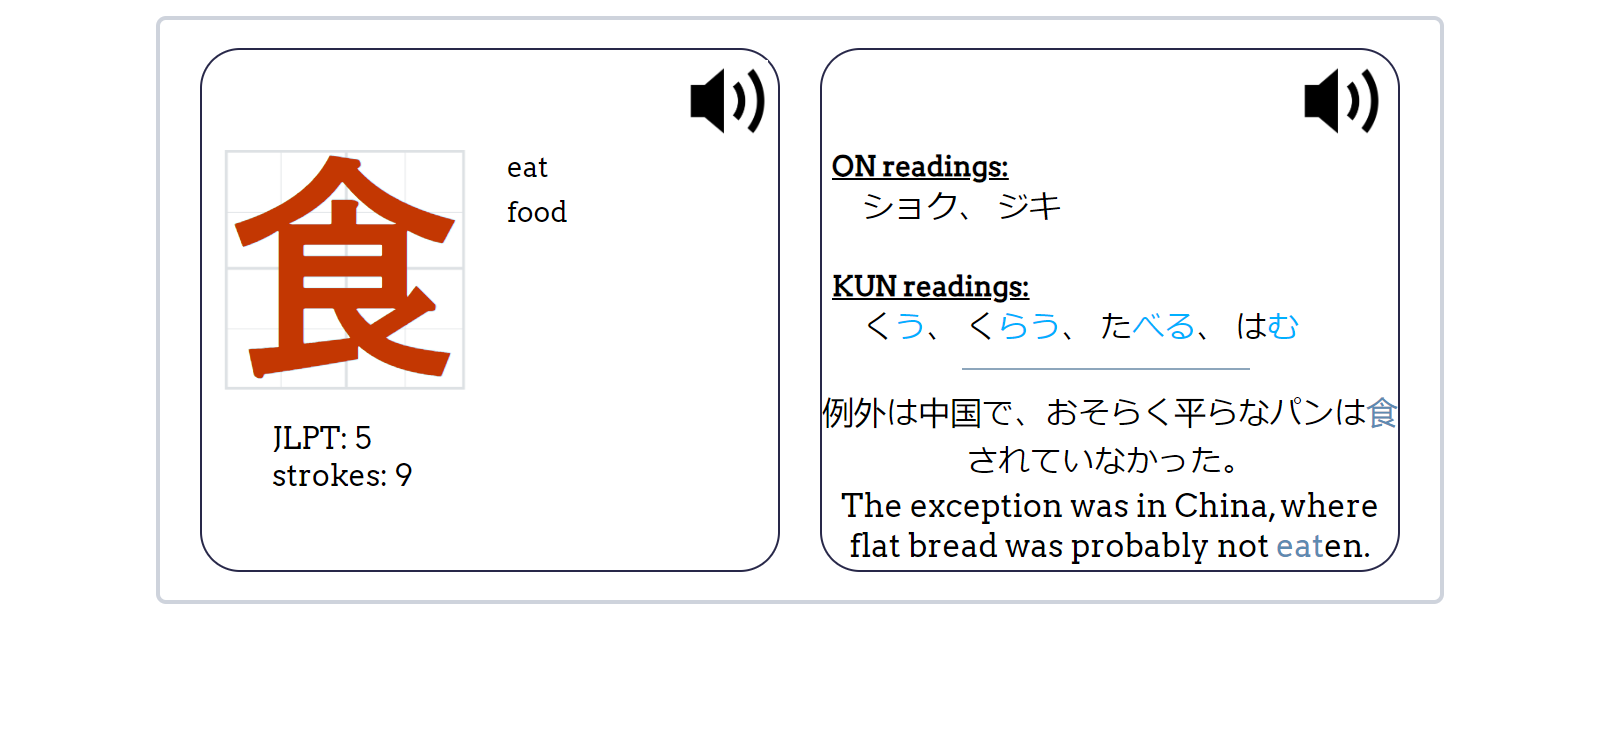 食
eat
food
JLPT: 5
strokes: 9
ON readings:
ショク、 ジキ
KUN readings:
くう、 くらう、 たべる、 はむ
例外は中国で、おそらく平らなパンは食
されていなかった。
The exception was in China, where
flat bread was probably not eaten.